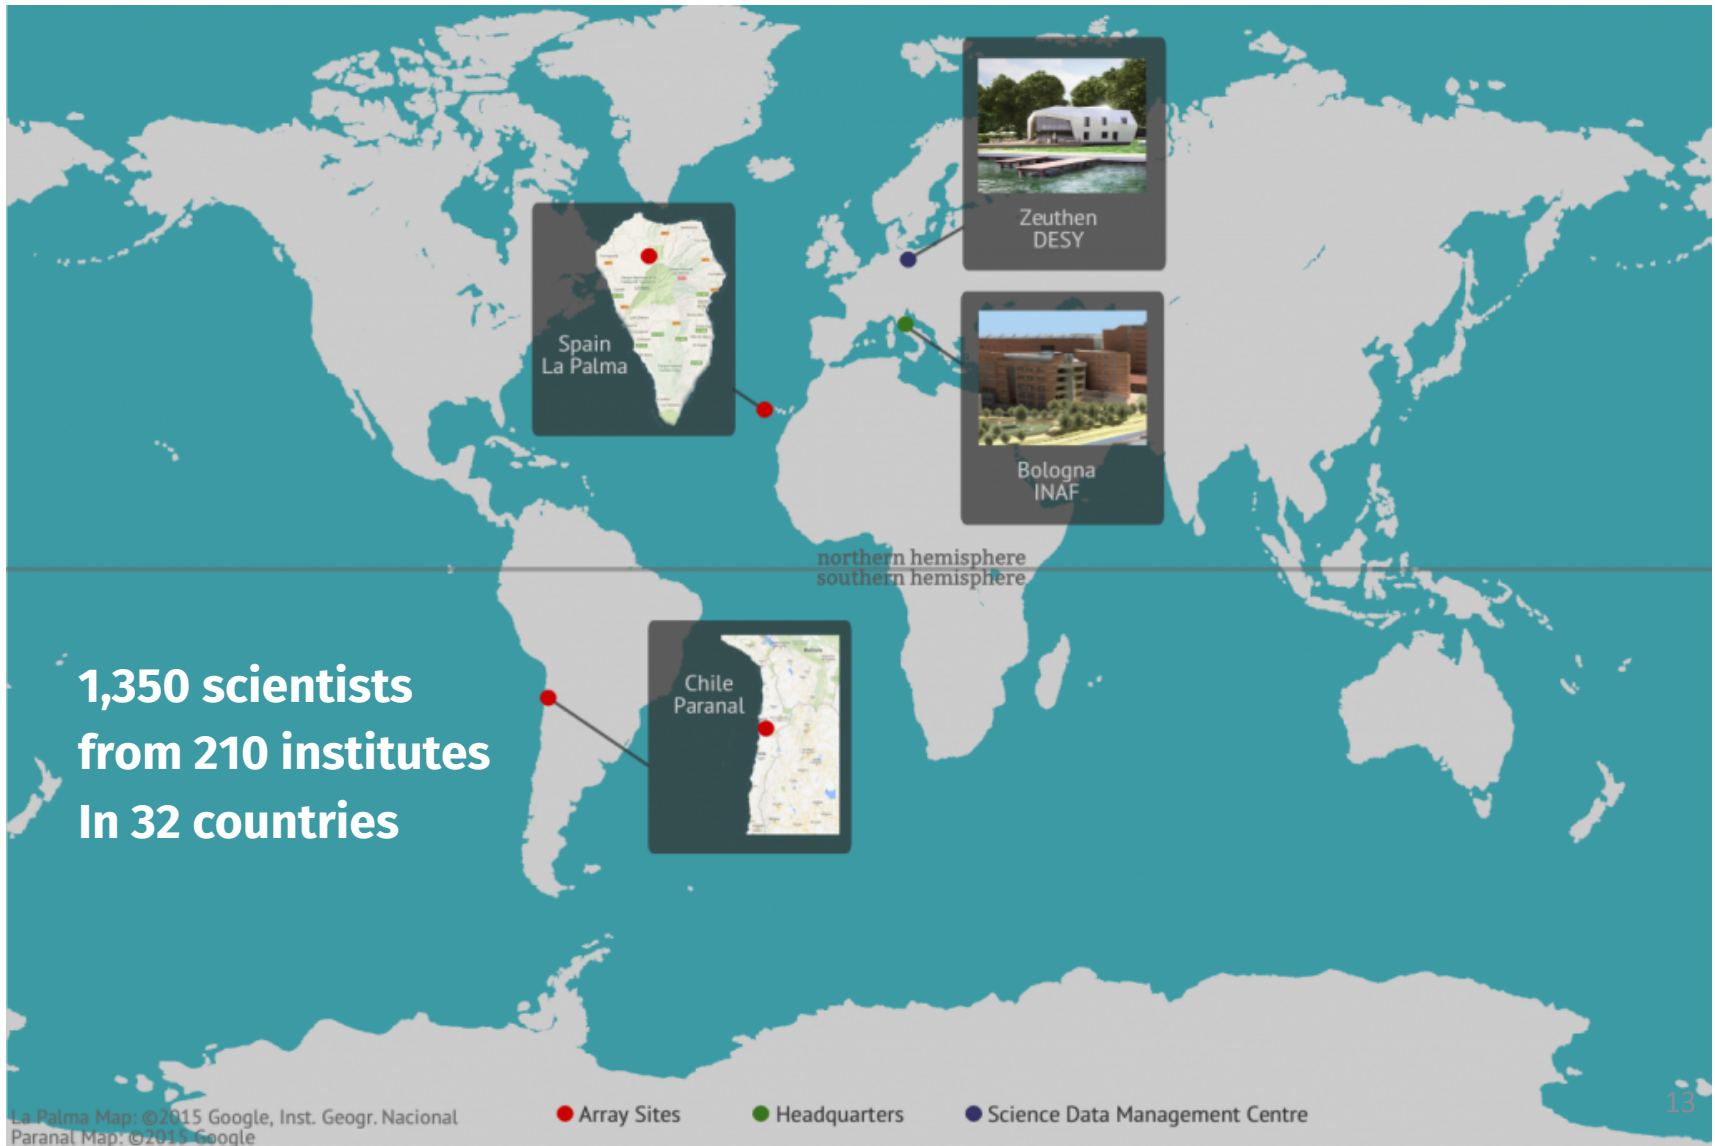 Zeuthen
DESY
Spain
La Palma
Bologna
INAF
northern hemisphere
southern hemisphere
Chile
Paranal
1,350 scientists
from 210 institutes
In 32 countries
Array Sites
Headquarters
Science Data Management Centre
La Palma Map: ©2015 Google, Inst. Geogr. Nacional
Paranal Map: ©2015 Google
13